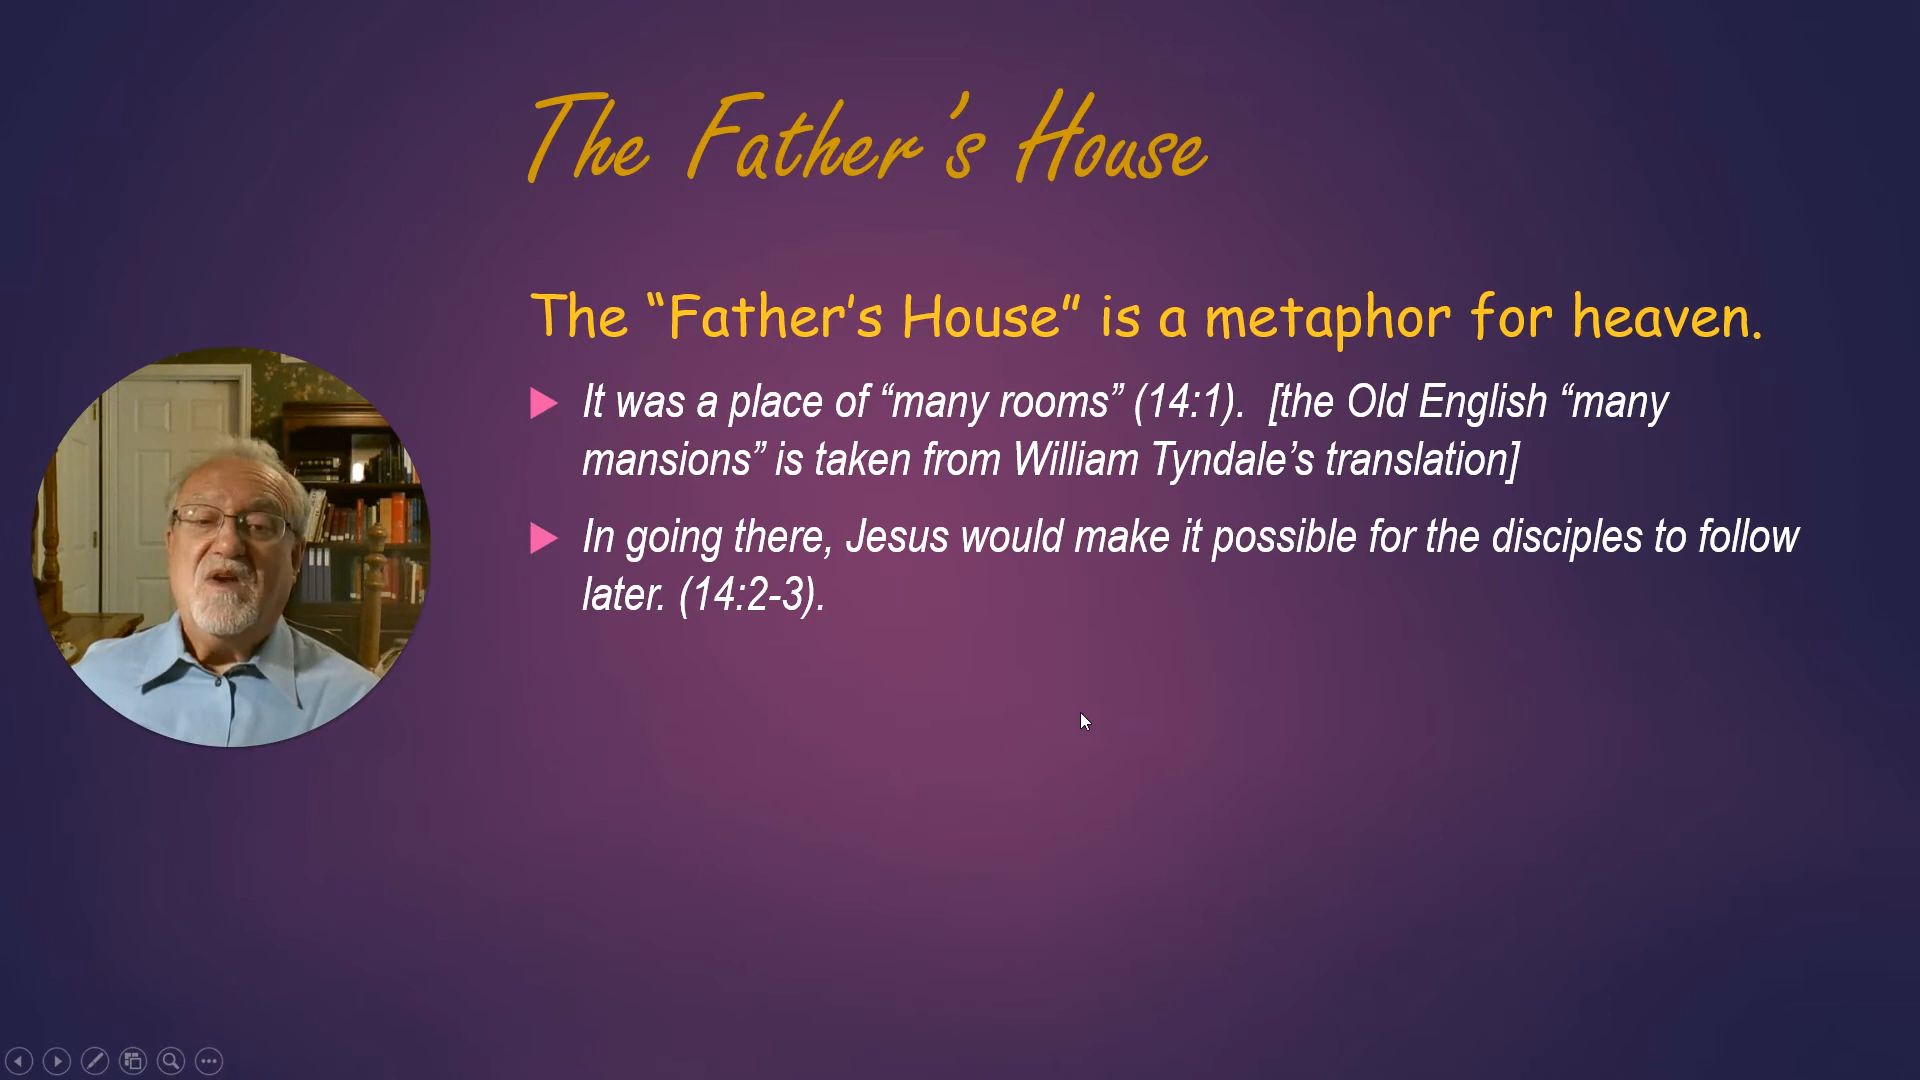 The Father’s House
The “Father’s House” is a metaphor for heaven.
It was a place of “many rooms” (14:1).  [the Old English “many
mansions” is taken from William Tyndale’s translation]
In going there, Jesus would make it possible for the disciples to follow
later. (14:2-3).